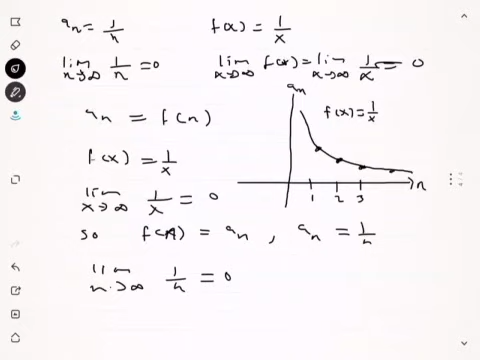 aₙ = 1/n    f(x) = 1/x
lim n→∞ 1/n = 0    lim x→∞ f(x) = lim x→∞ 1/x = 0
aₙ = f(n)
f(x) = 1/x
lim x→∞ 1/x = 0
so f(n) = aₙ , aₙ = 1/n
lim n→∞ 1/n = 0
aₙ
f(x) = 1/x
1 2 3 n